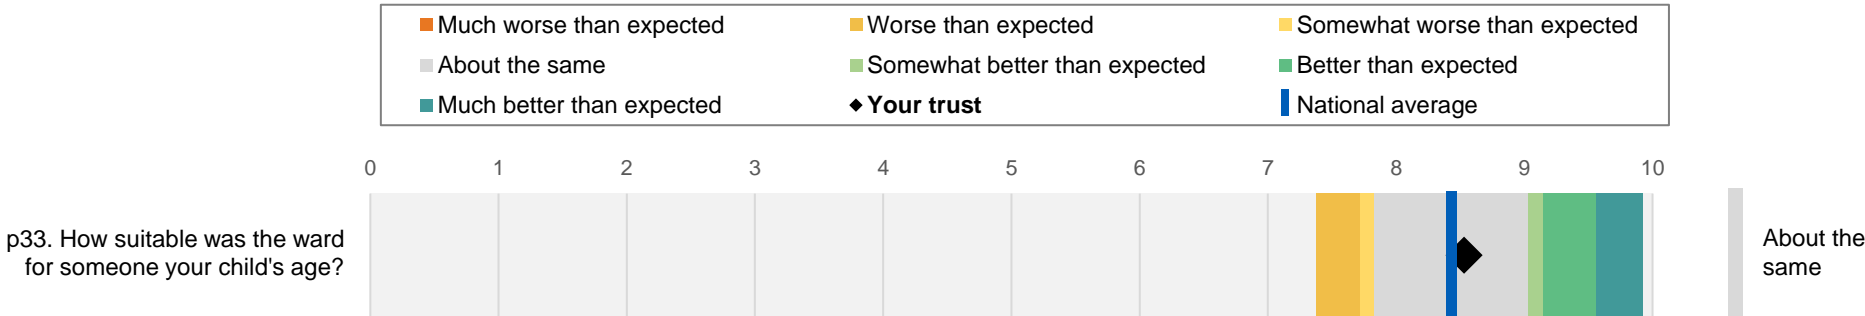 Much worse than expected Worse than expected Somewhat worse than expected
About the same Somewhat better than expected Better than expected
Much better than expected Your trust National average
0 1 2 3 4 5 6 7 8 9 10
p33. How suitable was the ward
for someone your child's age?
About the
same